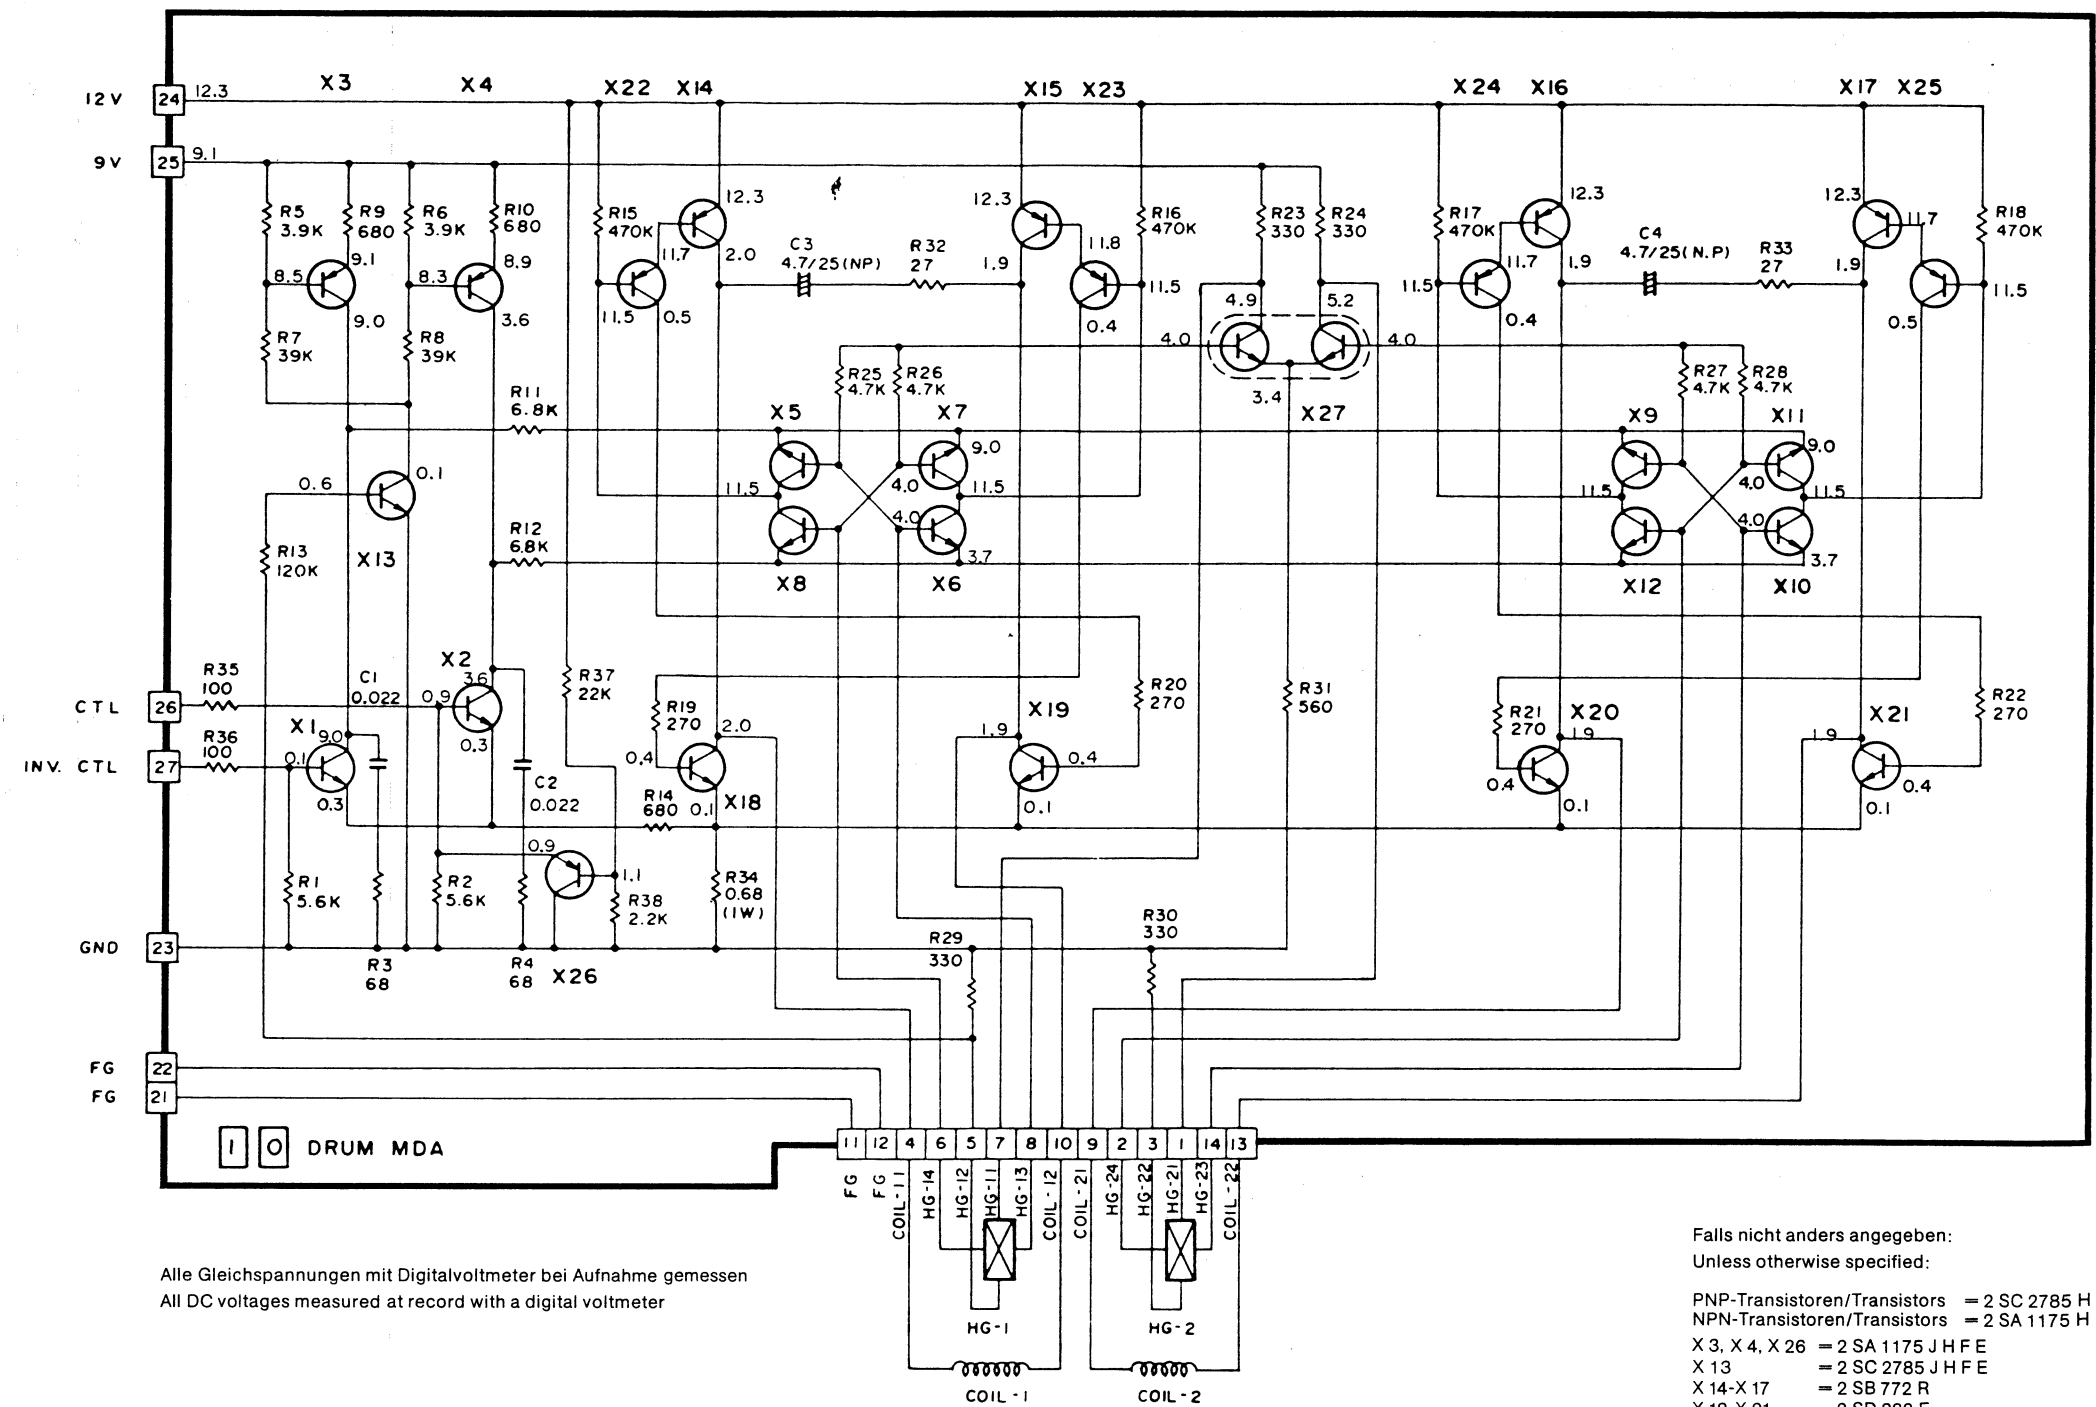 X3 X4 X22 X14 X15 X23 X24 X16 X17 X25
12V 24 12.3
9V 25 9.1
R5 3.9K
R9 680
R6 3.9K
R10 680
R15 470K
12.3
C3 4.7/25(NP)
R32 27
12.3
R16 470K
R23 330
R24 330
R17 470K
12.3
C4 4.7/25(N.P)
R33 27
12.3
R18 470K
8.5 9.1 9.0
8.3 8.9 3.6
11.7 2.0
11.5 0.5
1.9 11.8
11.5 0.4
4.9 5.2
4.0 4.0
3.4
X27
11.5 11.7 1.9
0.4
1.9 11.7
11.5 0.5
R7 39K
R8 39K
R11 6.8K
R25 4.7K
R26 4.7K
R27 4.7K
R28 4.7K
X5 X7 X9 X11
9.0 9.0
4.0 4.0
11.5 11.5 11.5 11.5
4.0 4.0
3.7 3.7
X8 X6 X12 X10
0.6 0.1
X13
R13 120K
R12 6.8K
CTL 26
R35 100
C1 0.022
X2 3.6
0.9
0.3
R37 22K
R19 270
R20 270
R31 560
R21 270
R22 270
INV. CTL 27
R36 100
X1 9.0
0.1
0.3
C2 0.022
2.0
0.4
0.1
X18
R14 680
X19
1.9
0.4
0.1
X20
1.9
0.4
0.1
X21
1.9
0.4
0.1
R1 5.6K
R2 5.6K
0.9
1.1
R38 2.2K
R34 0.68 (1W)
GND 23
R3 68
R4 68
X26
R29 330
R30 330
FG 22
FG 21
1 0 DRUM MDA
11 12 4 6 5 7 8 10 9 2 3 1 14 13
FG
FG
COIL-11
HG-14
HG-12
HG-11
HG-13
COIL-12
COIL-21
HG-24
HG-22
HG-21
HG-23
COIL-22
HG-1
HG-2
COIL-1
COIL-2
Alle Gleichspannungen mit Digitalvoltmeter bei Aufnahme gemessen
All DC voltages measured at record with a digital voltmeter
Falls nicht anders angegeben:
Unless otherwise specified:
PNP-Transistoren/Transistors = 2 SC 2785 H
NPN-Transistoren/Transistors = 2 SA 1175 H
X 3, X 4, X 26 = 2 SA 1175 J H F E
X 13 = 2 SC 2785 J H F E
X 14-X 17 = 2 SB 772 R